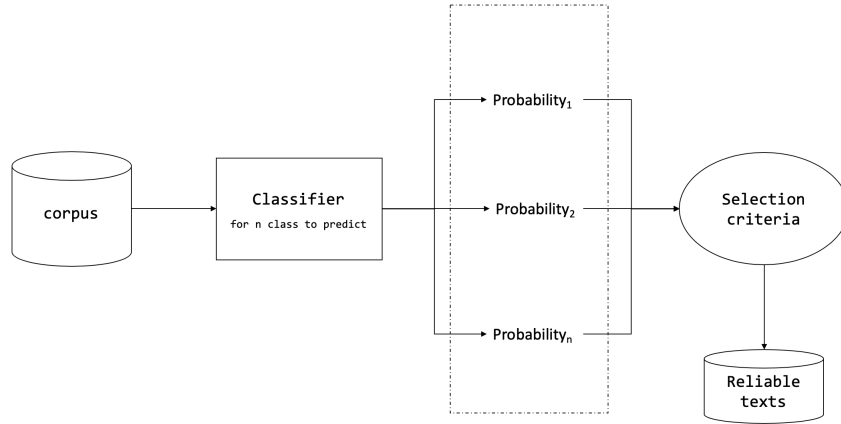 corpus
Classifier
for n class to predict
Probability₁
Probability₂
Probabilityₙ
Selection
criteria
Reliable
texts